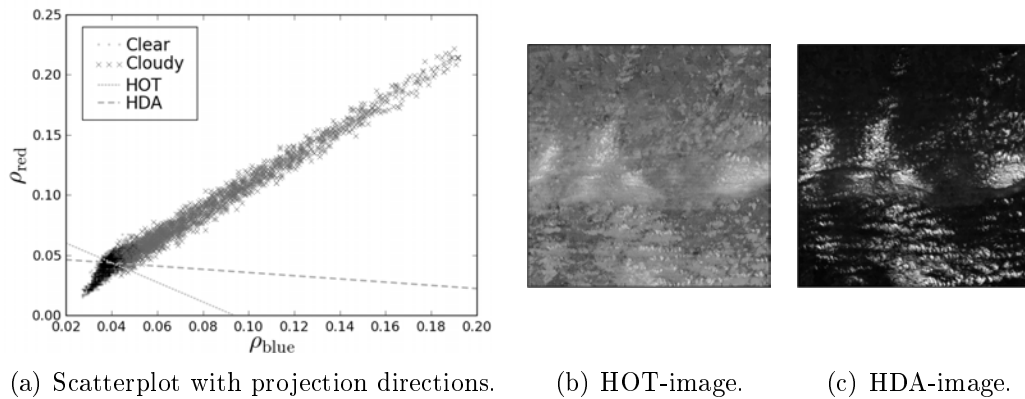 0.25
0.20
0.15
0.10
0.05
0.00
ρred
Clear
Cloudy
HOT
HDA
0.02 0.04 0.06 0.08 0.10 0.12 0.14 0.16 0.18 0.20
ρblue
(a) Scatterplot with projection directions.
(b) HOT-image.
(c) HDA-image.